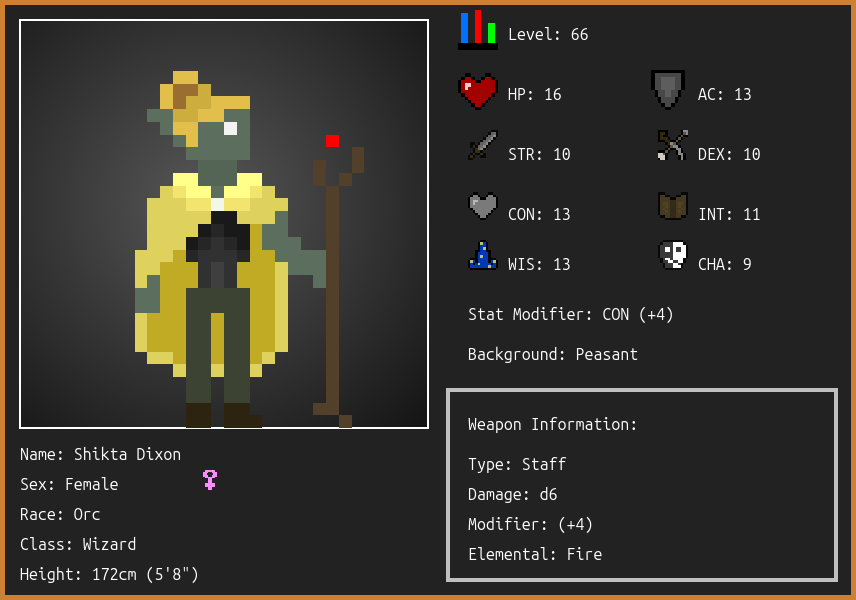 Level: 66
HP: 16
AC: 13
STR: 10
DEX: 10
CON: 13
INT: 11
WIS: 13
CHA: 9
Stat Modifier: CON (+4)
Background: Peasant
Weapon Information:
Type: Staff
Damage: d6
Modifier: (+4)
Elemental: Fire
Name: Shikta Dixon
Sex: Female
Race: Orc
Class: Wizard
Height: 172cm (5'8")